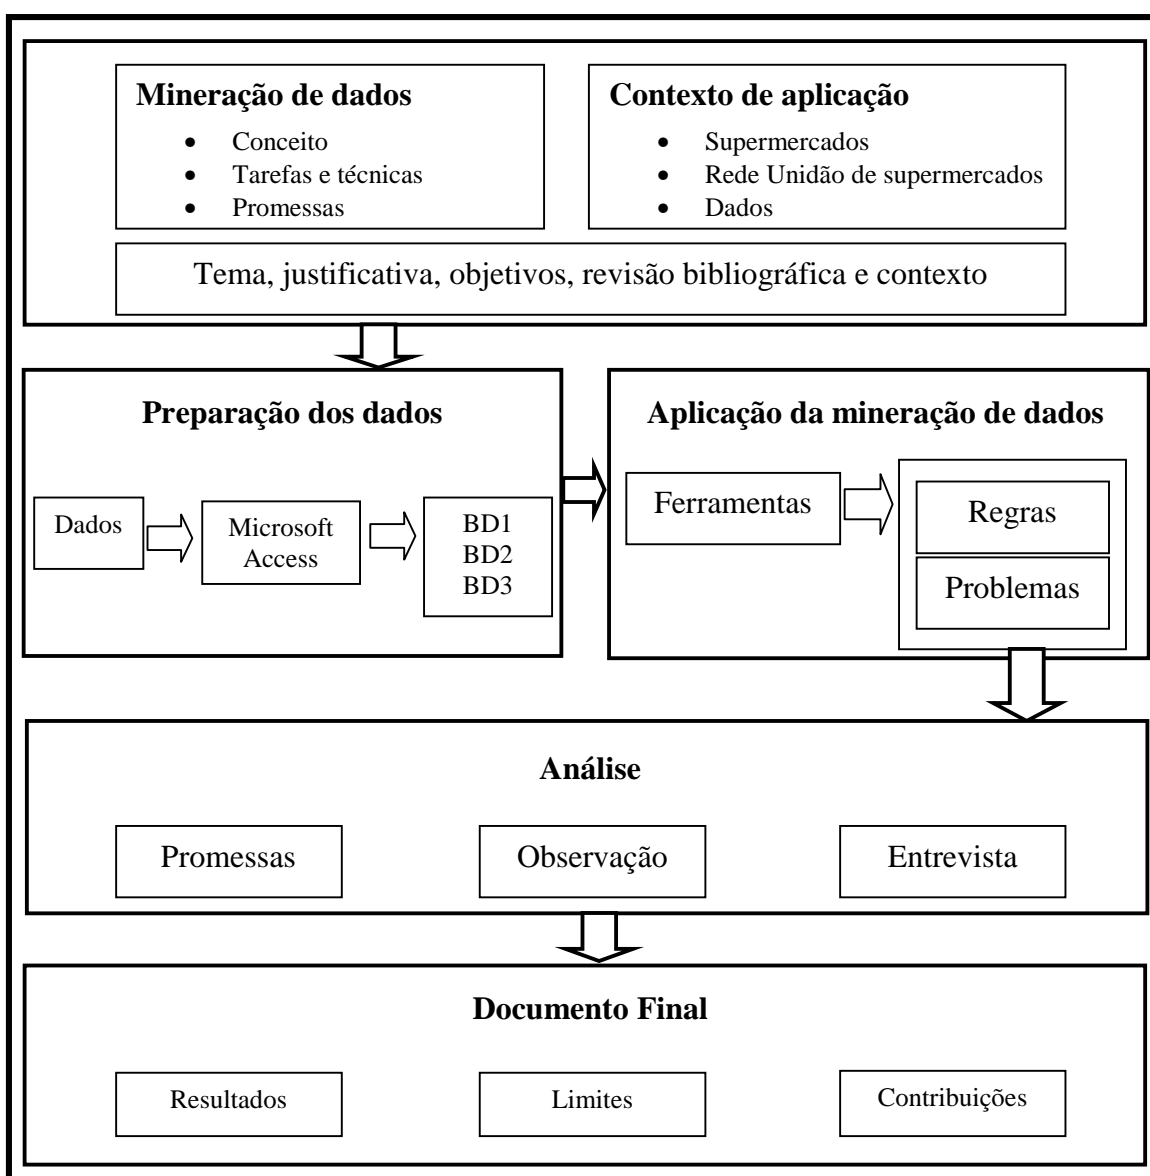 Mineração de dados
• Conceito
• Tarefas e técnicas
• Promessas
Contexto de aplicação
• Supermercados
• Rede Unidão de supermercados
• Dados
Tema, justificativa, objetivos, revisão bibliográfica e contexto
Preparação dos dados
Dados
Microsoft
Access
BD1
BD2
BD3
Aplicação da mineração de dados
Ferramentas
Regras
Problemas
Análise
Promessas
Observação
Entrevista
Documento Final
Resultados
Limites
Contribuições